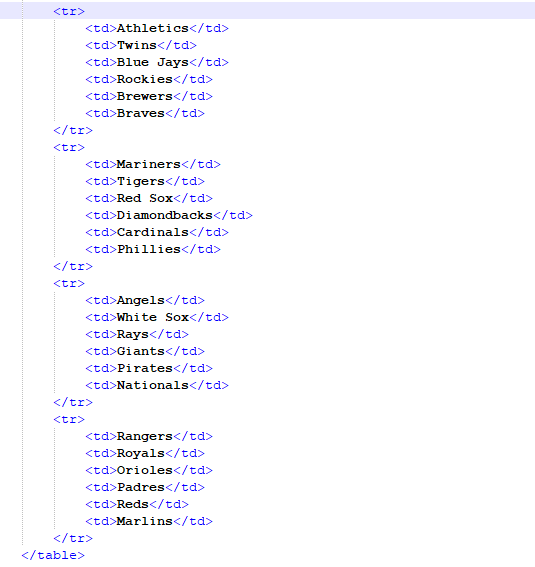 <tr>
<td>Athletics</td>
<td>Twins</td>
<td>Blue Jays</td>
<td>Rockies</td>
<td>Brewers</td>
<td>Braves</td>
</tr>
<tr>
<td>Mariners</td>
<td>Tigers</td>
<td>Red Sox</td>
<td>Diamondbacks</td>
<td>Cardinals</td>
<td>Phillies</td>
</tr>
<tr>
<td>Angels</td>
<td>White Sox</td>
<td>Rays</td>
<td>Giants</td>
<td>Pirates</td>
<td>Nationals</td>
</tr>
<tr>
<td>Rangers</td>
<td>Royals</td>
<td>Orioles</td>
<td>Padres</td>
<td>Reds</td>
<td>Marlins</td>
</tr>
</table>